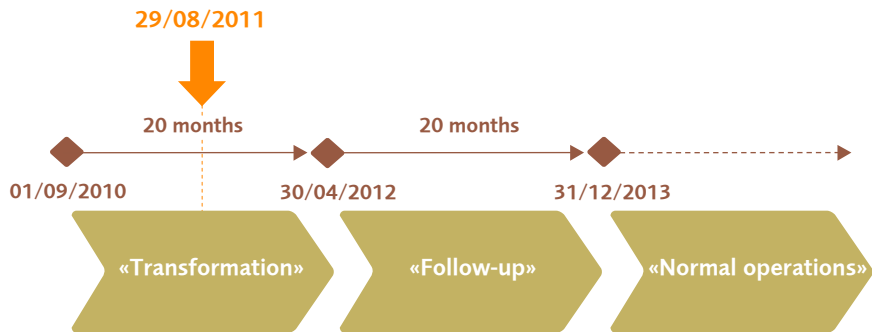 29/08/2011
20 months
20 months
01/09/2010
30/04/2012
31/12/2013
«Transformation»
«Follow-up»
«Normal operations»